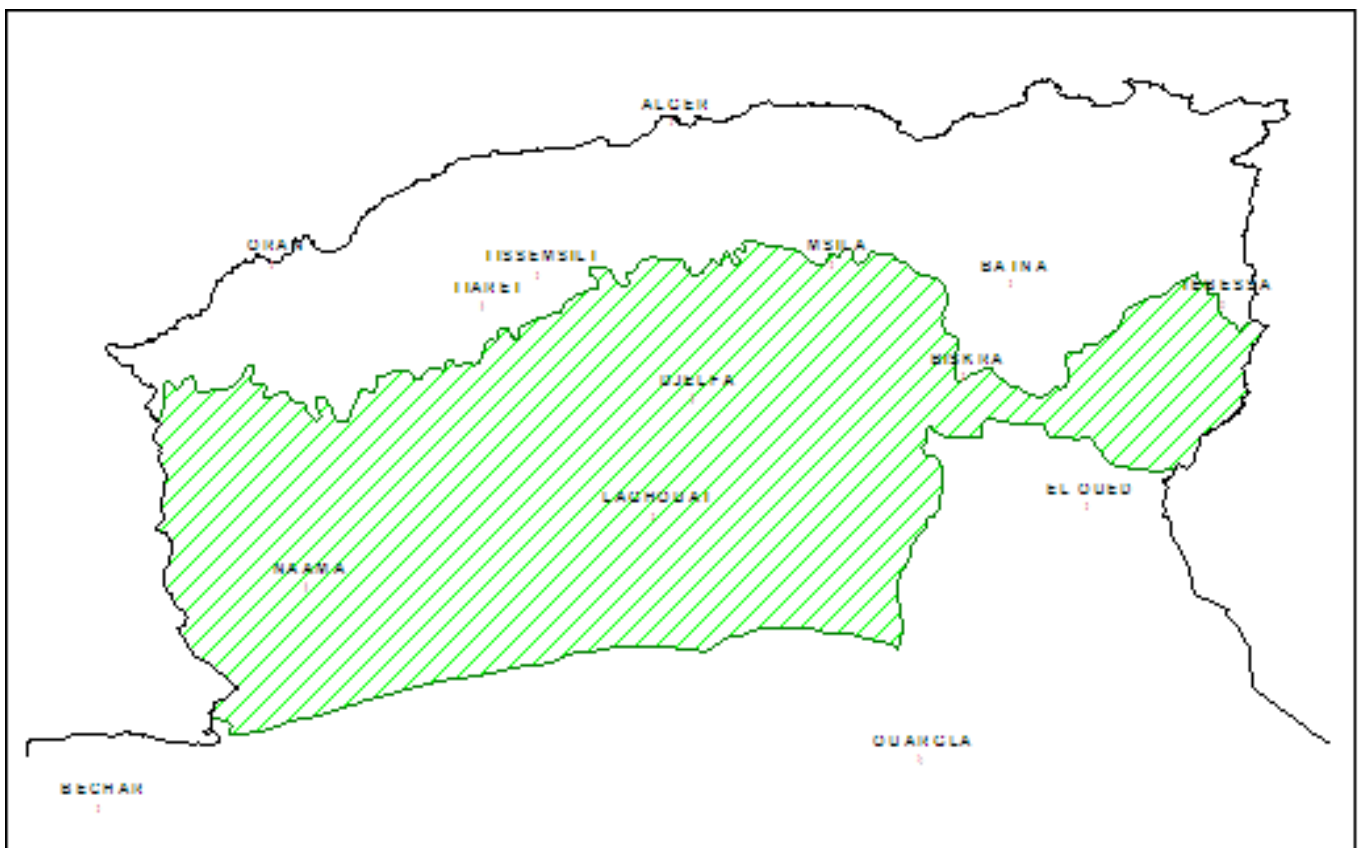 ALGER
ORAN
TISSEMSILT
MSILA
BATNA
TIARET
TEBESSA
BISKRA
DJELFA
LAGHOUAT
EL OUED
NAAMA
OUARGLA
BECHAR